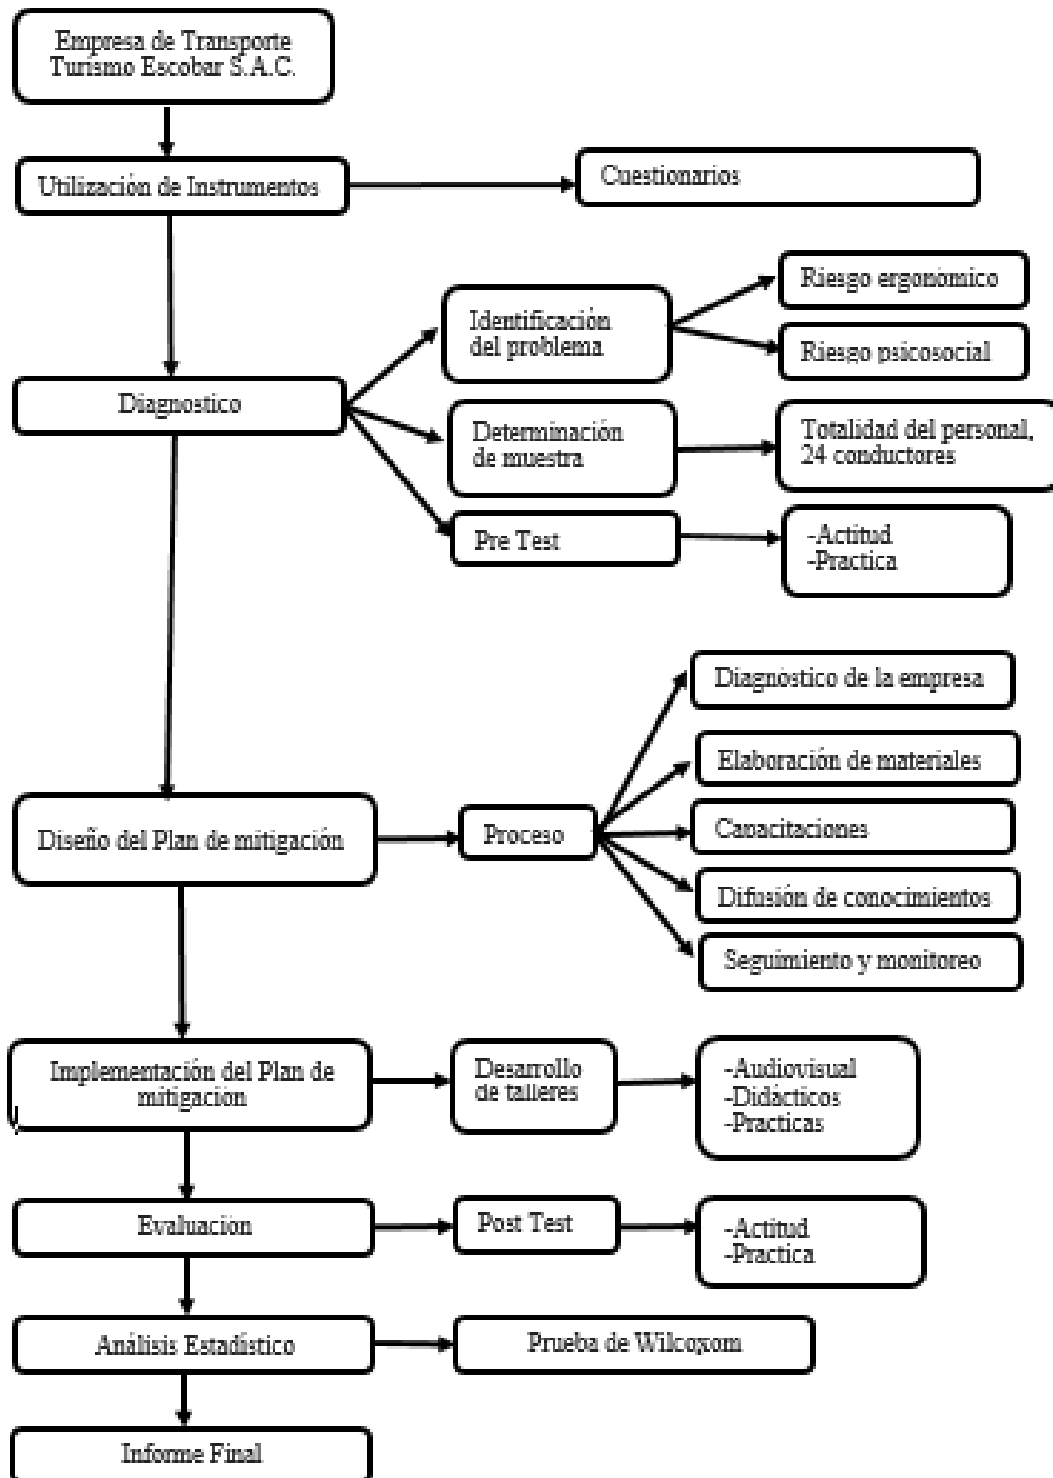 Empresa de Transporte
Turismo Escobar S.A.C.
Utilización de Instrumentos
Cuestionarios
Riesgo ergonómico
Identificación
del problema
Riesgo psicosocial
Diagnostico
Determinación
de muestra
Totalidad del personal,
24 conductores
Pre Test
-Actitud
-Practica
Diagnóstico de la empresa
Elaboración de materiales
Diseño del Plan de mitigación
Proceso
Capacitaciones
Difusión de conocimientos
Seguimiento y monitoreo
Implementación del Plan de
mitigación
Desarrollo
de talleres
-Audiovisual
-Didácticos
-Practicas
Evaluación
Post Test
-Actitud
-Practica
Análisis Estadístico
Prueba de Wilcoxom
Informe Final